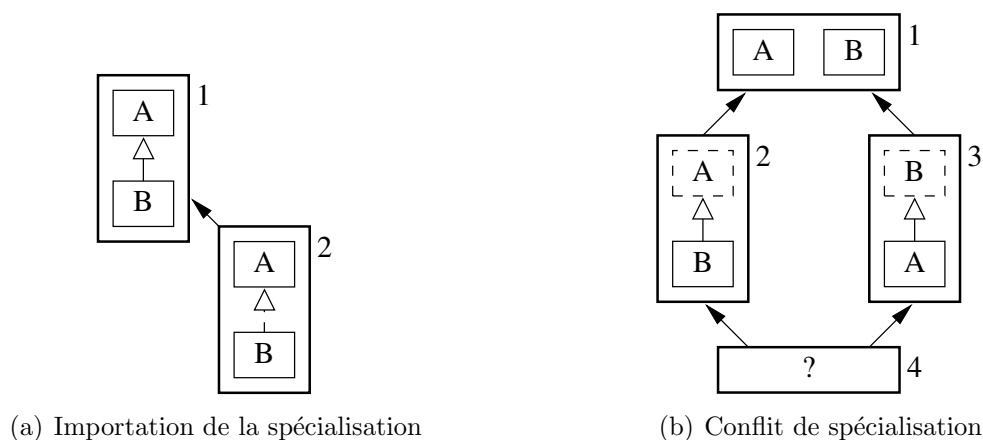 1
A
B
2
A
B
(a) Importation de la spécialisation
A B 1
A 2
B
B 3
A
? 4
(b) Conflit de spécialisation